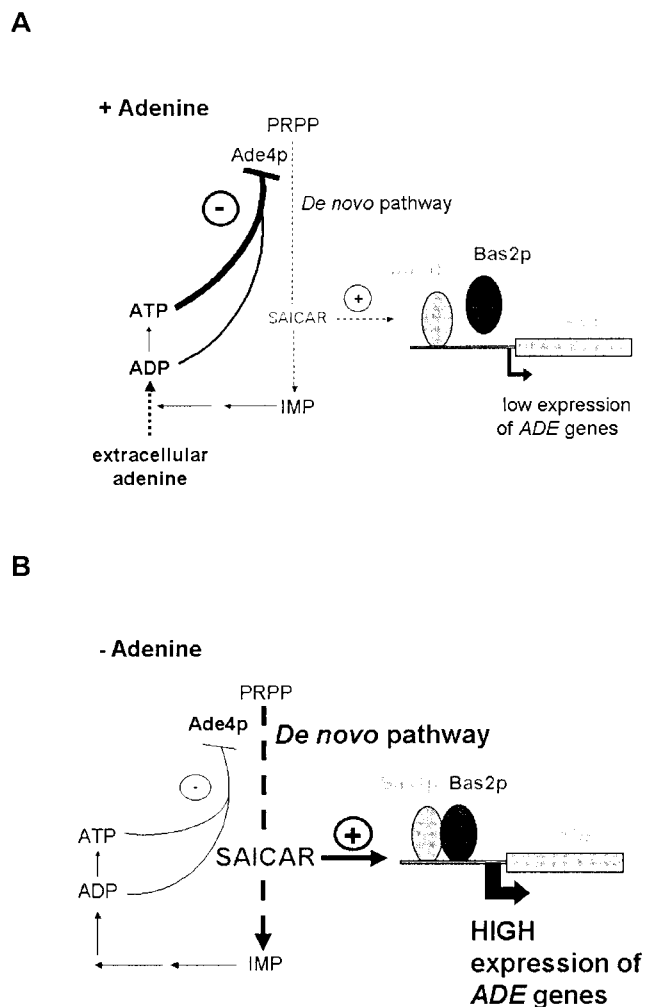 A
+ Adenine
PRPP
Ade4p
-
De novo pathway
Bas2p
+
ATP
SAICAR
ADP
IMP
low expression
of ADE genes
extracellular
adenine
B
- Adenine
PRPP
Ade4p
De novo pathway
-
Bas2p
+
ATP
SAICAR
ADP
IMP
HIGH
expression of
ADE genes